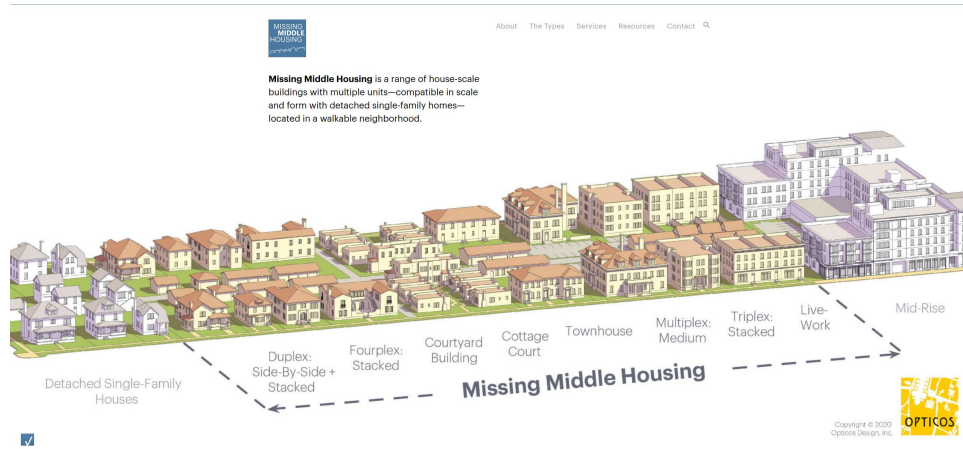 MISSING
MIDDLE
HOUSING
About The Types Services Resources Contact
Missing Middle Housing is a range of house-scale
buildings with multiple units—compatible in scale
and form with detached single-family homes—
located in a walkable neighborhood.
Detached Single-Family
Houses
Duplex:
Side-By-Side +
Stacked
Fourplex:
Stacked
Courtyard
Building
Cottage
Court
Townhouse
Multiplex:
Medium
Triplex:
Stacked
Live-
Work
Mid-Rise
Missing Middle Housing
Copyright © 2020
Opticos Design, Inc.
OPTICOS